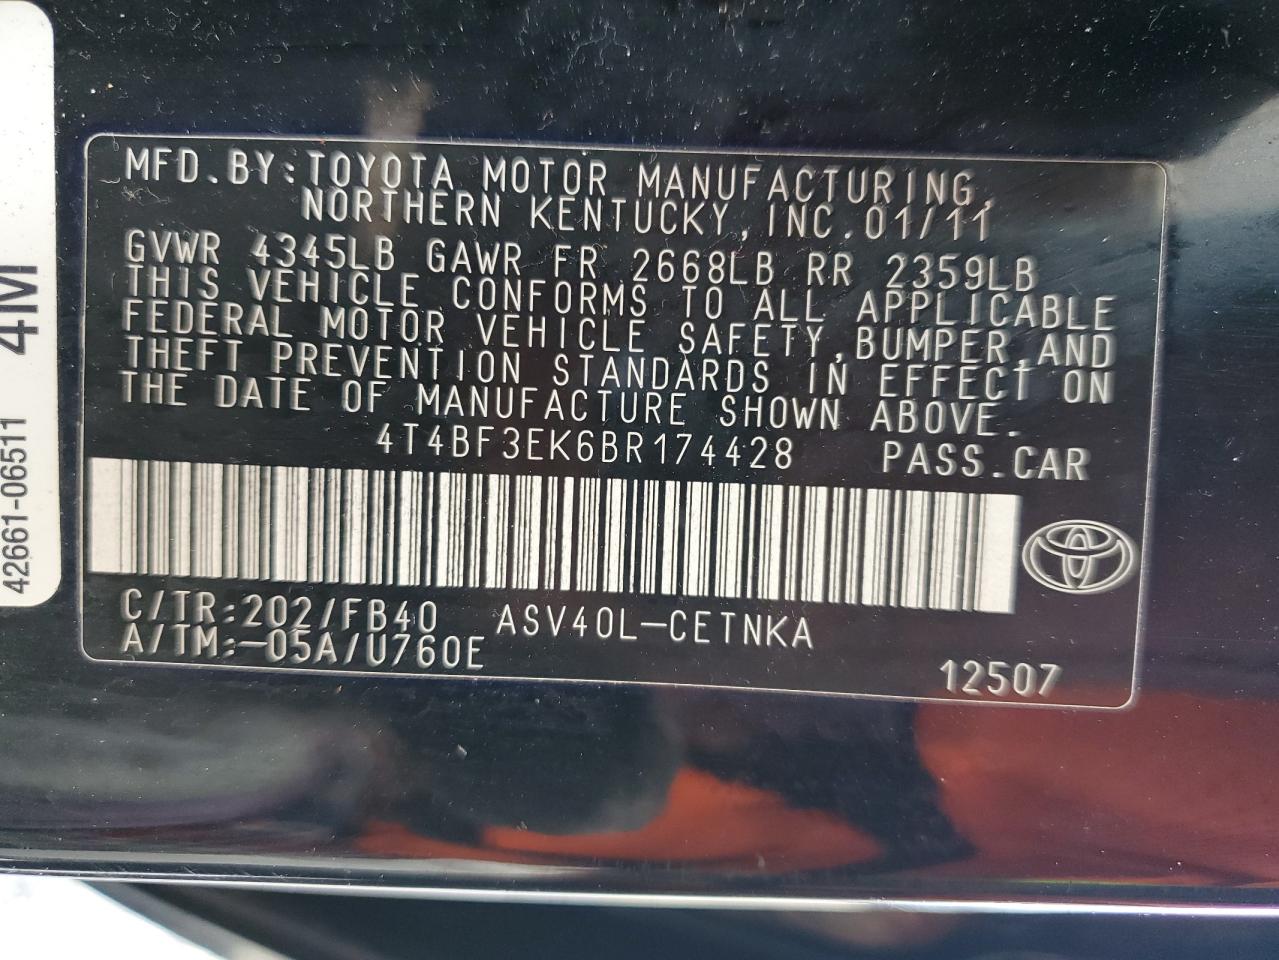 MFD.BY:TOYOTA MOTOR MANUFACTURING,
NORTHERN KENTUCKY,INC.01/11
GVWR 4345LB GAWR FR 2668LB RR 2359LB
THIS VEHICLE CONFORMS TO ALL APPLICABLE
FEDERAL MOTOR VEHICLE SAFETY,BUMPER,AND
THEFT PREVENTION STANDARDS IN EFFECT ON
THE DATE OF MANUFACTURE SHOWN ABOVE.
4T4BF3EK6BR174428 PASS.CAR
C/TR:202/FB40 ASV40L-CETNKA
A/TM:-05A/U760E
12507
42661-06511 4M